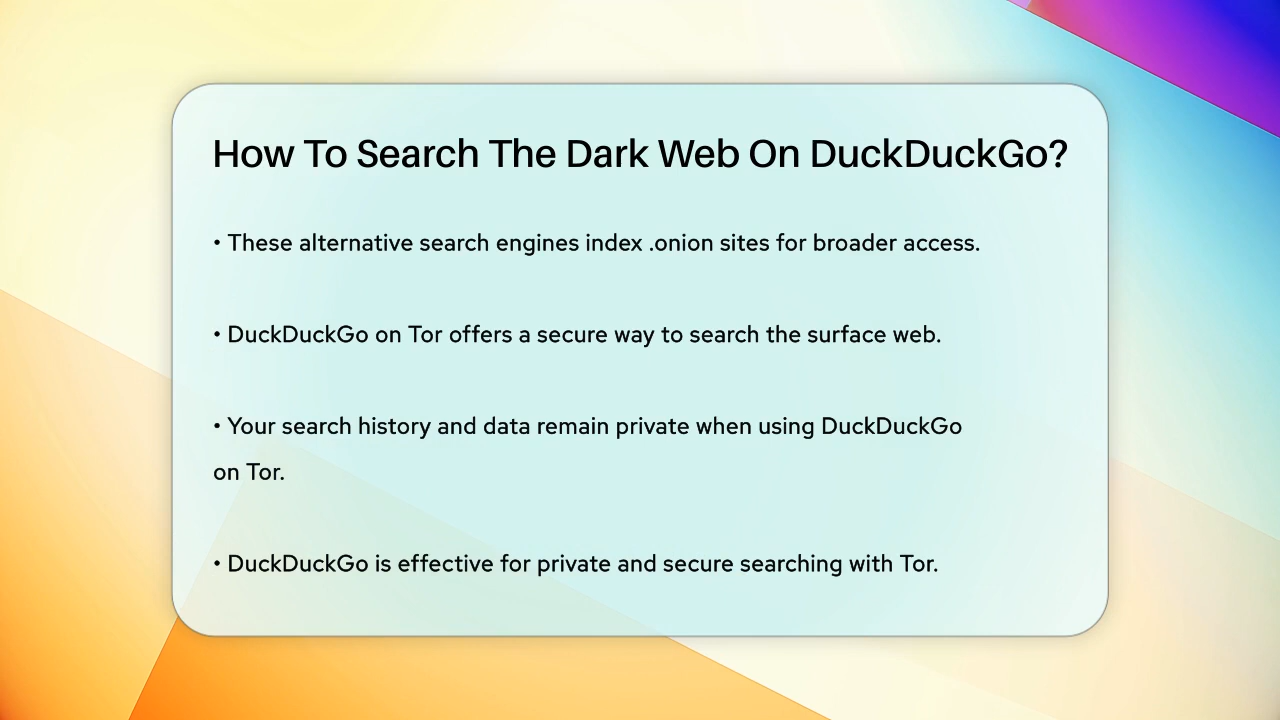 How To Search The Dark Web On DuckDuckGo?
• These alternative search engines index .onion sites for broader access.
• DuckDuckGo on Tor offers a secure way to search the surface web.
• Your search history and data remain private when using DuckDuckGo
on Tor.
• DuckDuckGo is effective for private and secure searching with Tor.